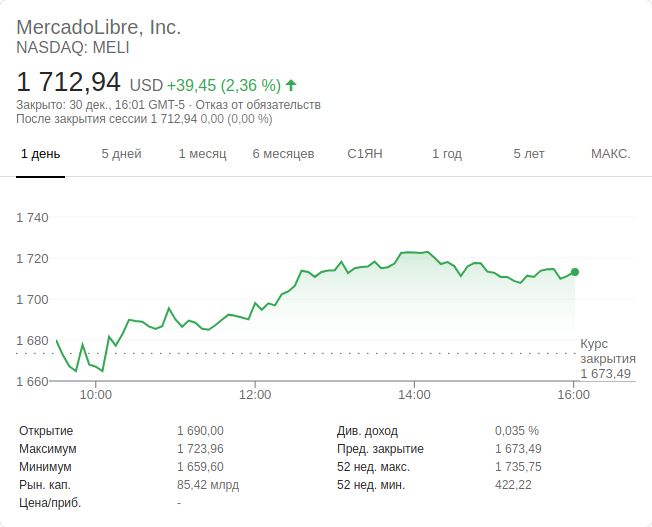 MercadoLibre, Inc.
NASDAQ: MELI
1 712,94 USD +39,45 (2,36 %)
Закрыто: 30 дек., 16:01 GMT-5 · Отказ от обязательств
После закрытия сессии 1 712,94 0,00 (0,00 %)
1 день 5 дней 1 месяц 6 месяцев С1ЯН 1 год 5 лет МАКС.
1 740
1 720
1 700
1 680
1 660
Курс
закрытия
1 673,49
10:00 12:00 14:00 16:00
Открытие 1 690,00 Див. доход 0,035 %
Максимум 1 723,96 Пред. закрытие 1 673,49
Минимум 1 659,60 52 нед. макс. 1 735,75
Рын. кап. 85,42 млрд 52 нед. мин. 422,22
Цена/приб. -